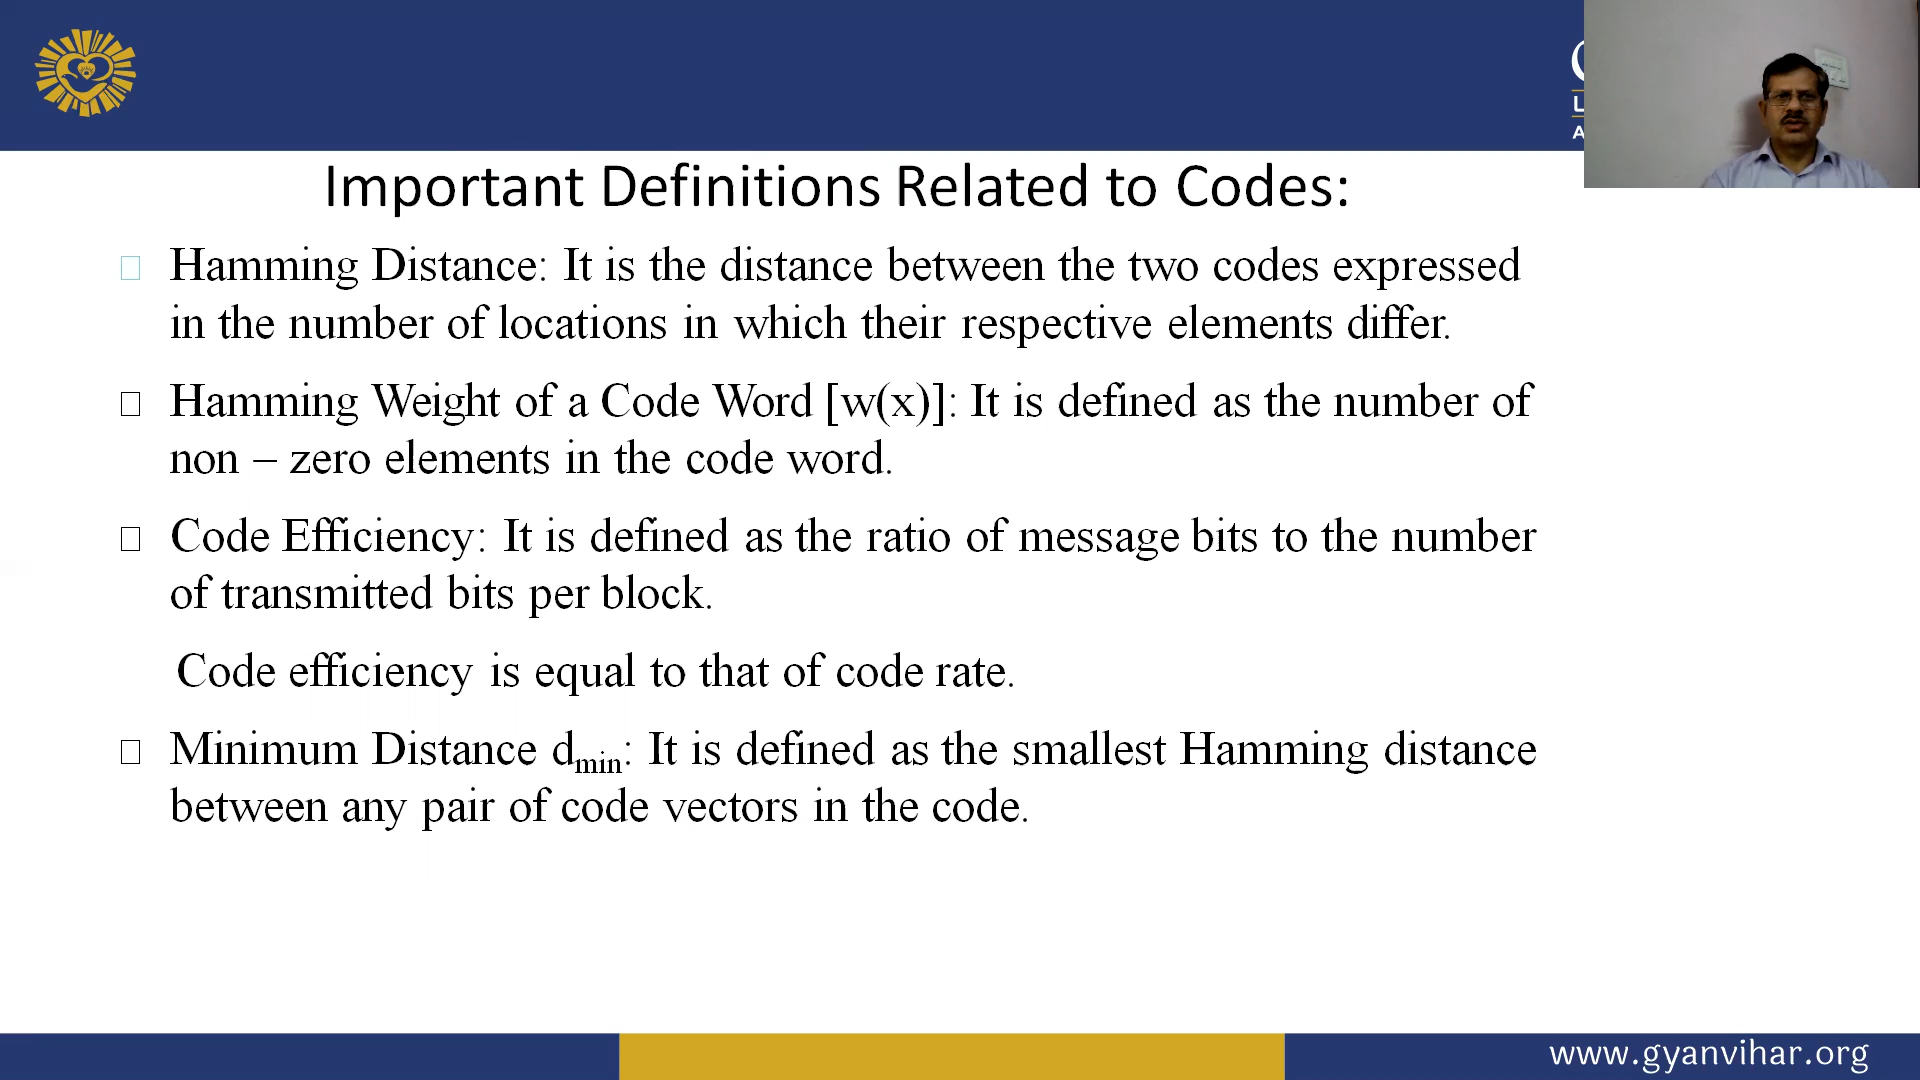 Important Definitions Related to Codes:
Hamming Distance: It is the distance between the two codes expressed
in the number of locations in which their respective elements differ.
Hamming Weight of a Code Word [w(x)]: It is defined as the number of
non – zero elements in the code word.
Code Efficiency: It is defined as the ratio of message bits to the number
of transmitted bits per block.
Code efficiency is equal to that of code rate.
Minimum Distance dmin: It is defined as the smallest Hamming distance
between any pair of code vectors in the code.
www.gyanvihar.org